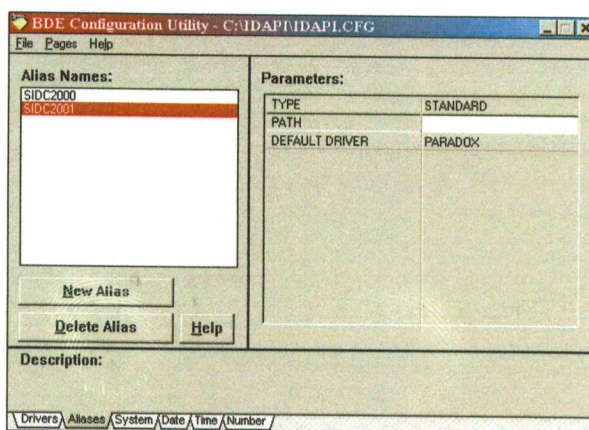 BDE Configuration Utility - C:\IDAPI\IDAPI.CFG
File Pages Help
Alias Names:
SIDC2000
SIDC2001
New Alias
Delete Alias
Help
Parameters:
TYPE STANDARD
PATH
DEFAULT DRIVER PARADOX
Description:
Drivers Aliases System Date Time Number